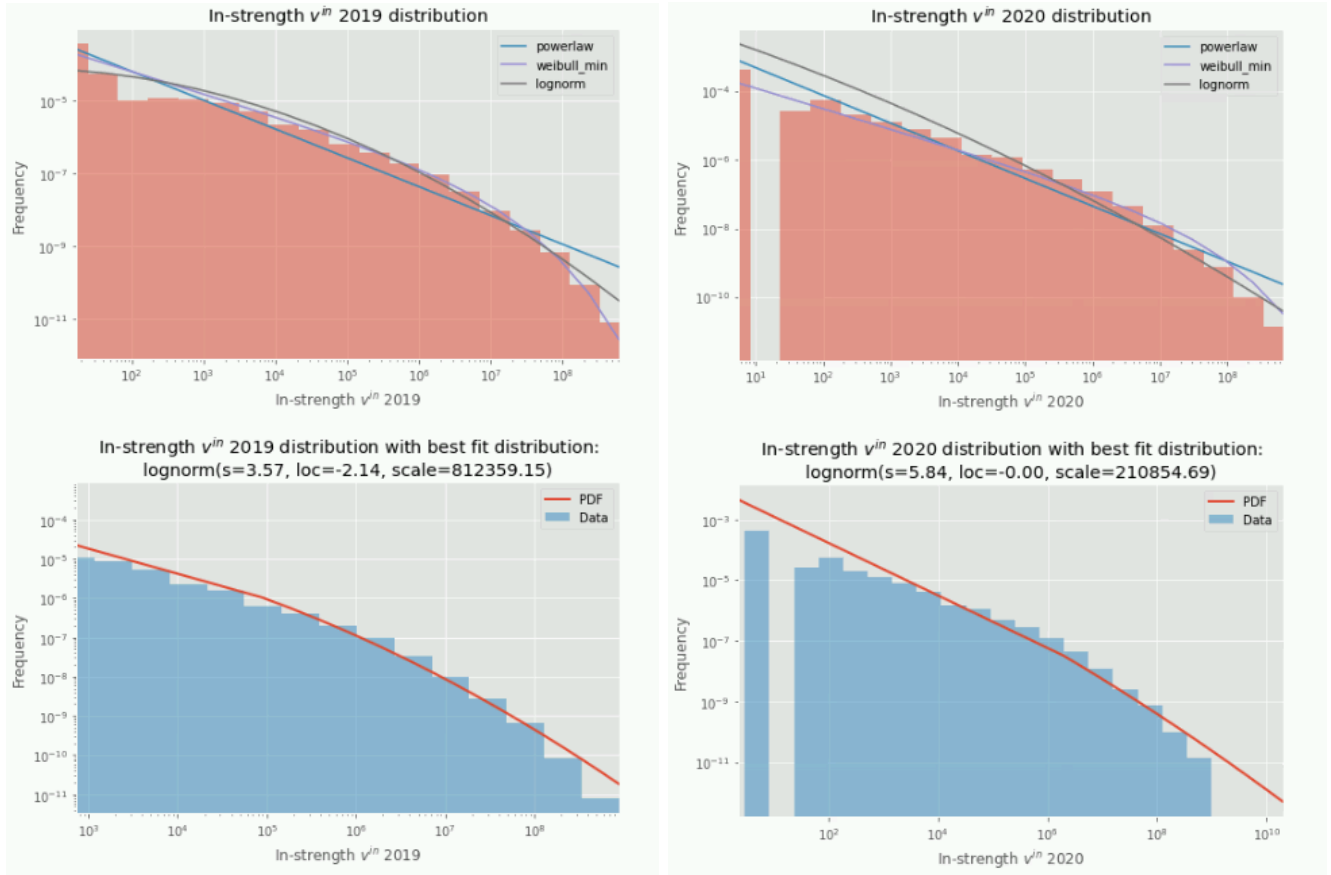 In-strength v^in 2019 distribution
powerlaw
weibull_min
lognorm
10^-5
10^-7
10^-9
10^-11
Frequency
10^2 10^3 10^4 10^5 10^6 10^7 10^8
In-strength v^in 2019
In-strength v^in 2020 distribution
powerlaw
weibull_min
lognorm
10^-4
10^-6
10^-8
10^-10
Frequency
10^1 10^2 10^3 10^4 10^5 10^6 10^7 10^8
In-strength v^in 2020
In-strength v^in 2019 distribution with best fit distribution:
lognorm(s=3.57, loc=-2.14, scale=812359.15)
PDF
Data
10^-4
10^-5
10^-6
10^-7
10^-8
10^-9
10^-10
10^-11
Frequency
10^3 10^4 10^5 10^6 10^7 10^8
In-strength v^in 2019
In-strength v^in 2020 distribution with best fit distribution:
lognorm(s=5.84, loc=-0.00, scale=210854.69)
PDF
Data
10^-3
10^-5
10^-7
10^-9
10^-11
Frequency
10^2 10^4 10^6 10^8 10^10
In-strength v^in 2020